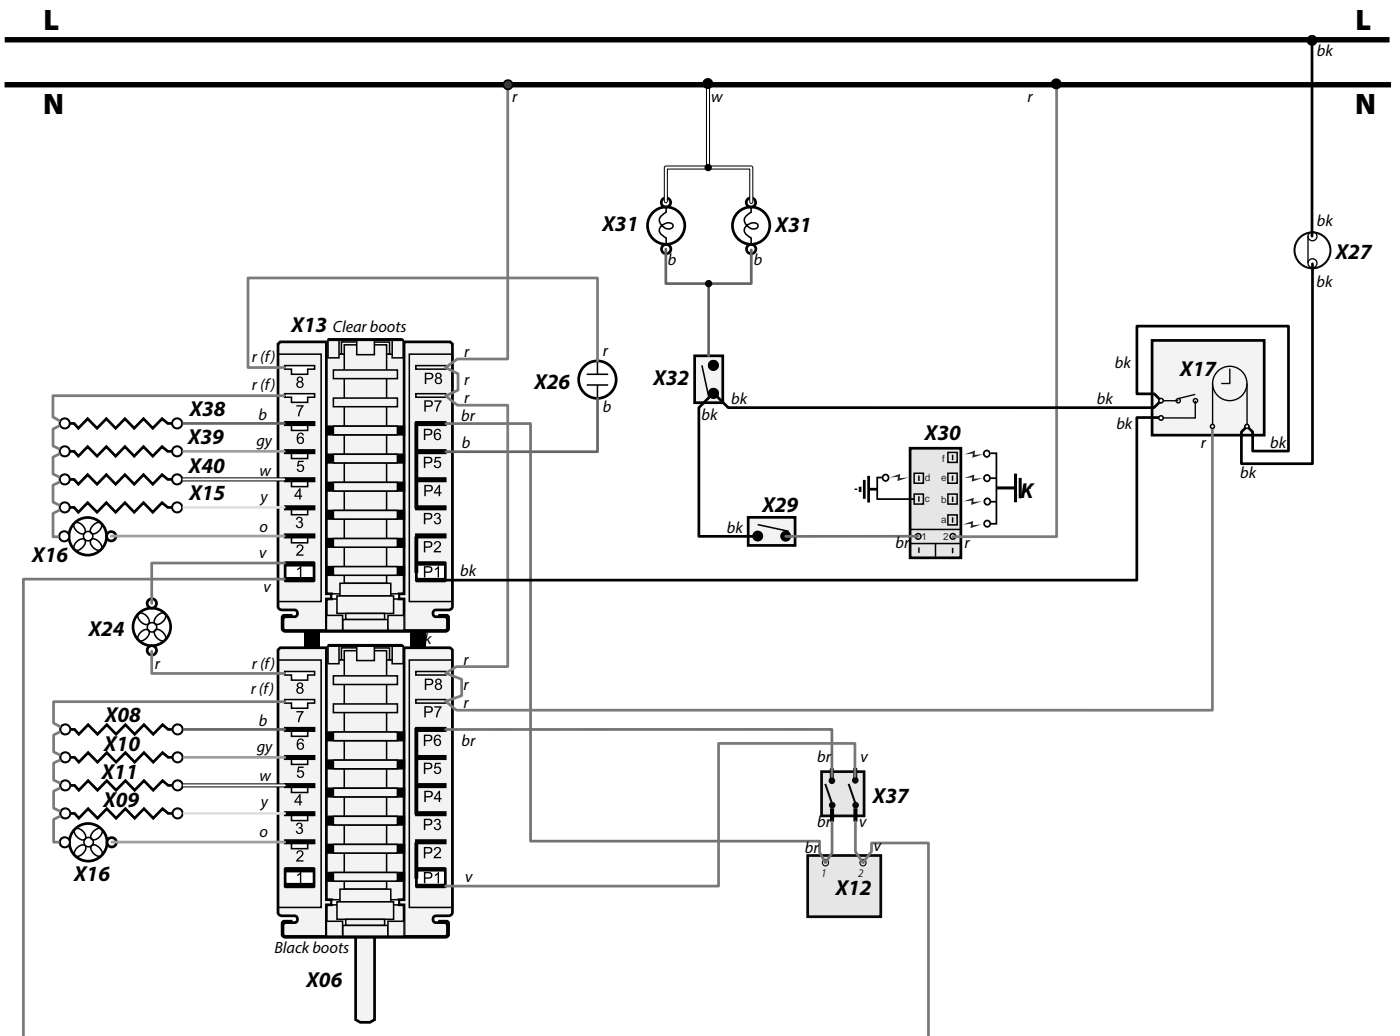 L L
bk
N r w r N
bk
X31 X31 X27
b b bk
X13 Clear boots
r (f) r r bk X17
8 P8 r X26 X32
r (f) r
7 P7 b bk bk bk
X38 b br bk
6 P6
X39 gy b X30 r bk
5 P5 bk
X40 w f
4 P4 d e K
X15 y c b
3 P3 X29 a
o bk
X16 2 P2 br 1 2 r
v
1 P1 bk
v
X24 k
r r (f) r
8 P8 r
r (f) r
7 P7
X08 b
6 P6 br
X10 gy br v
5 P5
X11 w X37
4 P4
X09 y br v
3 P3
o br v
2 P2 1 2
X16 1 P1 v X12
Black boots
X06